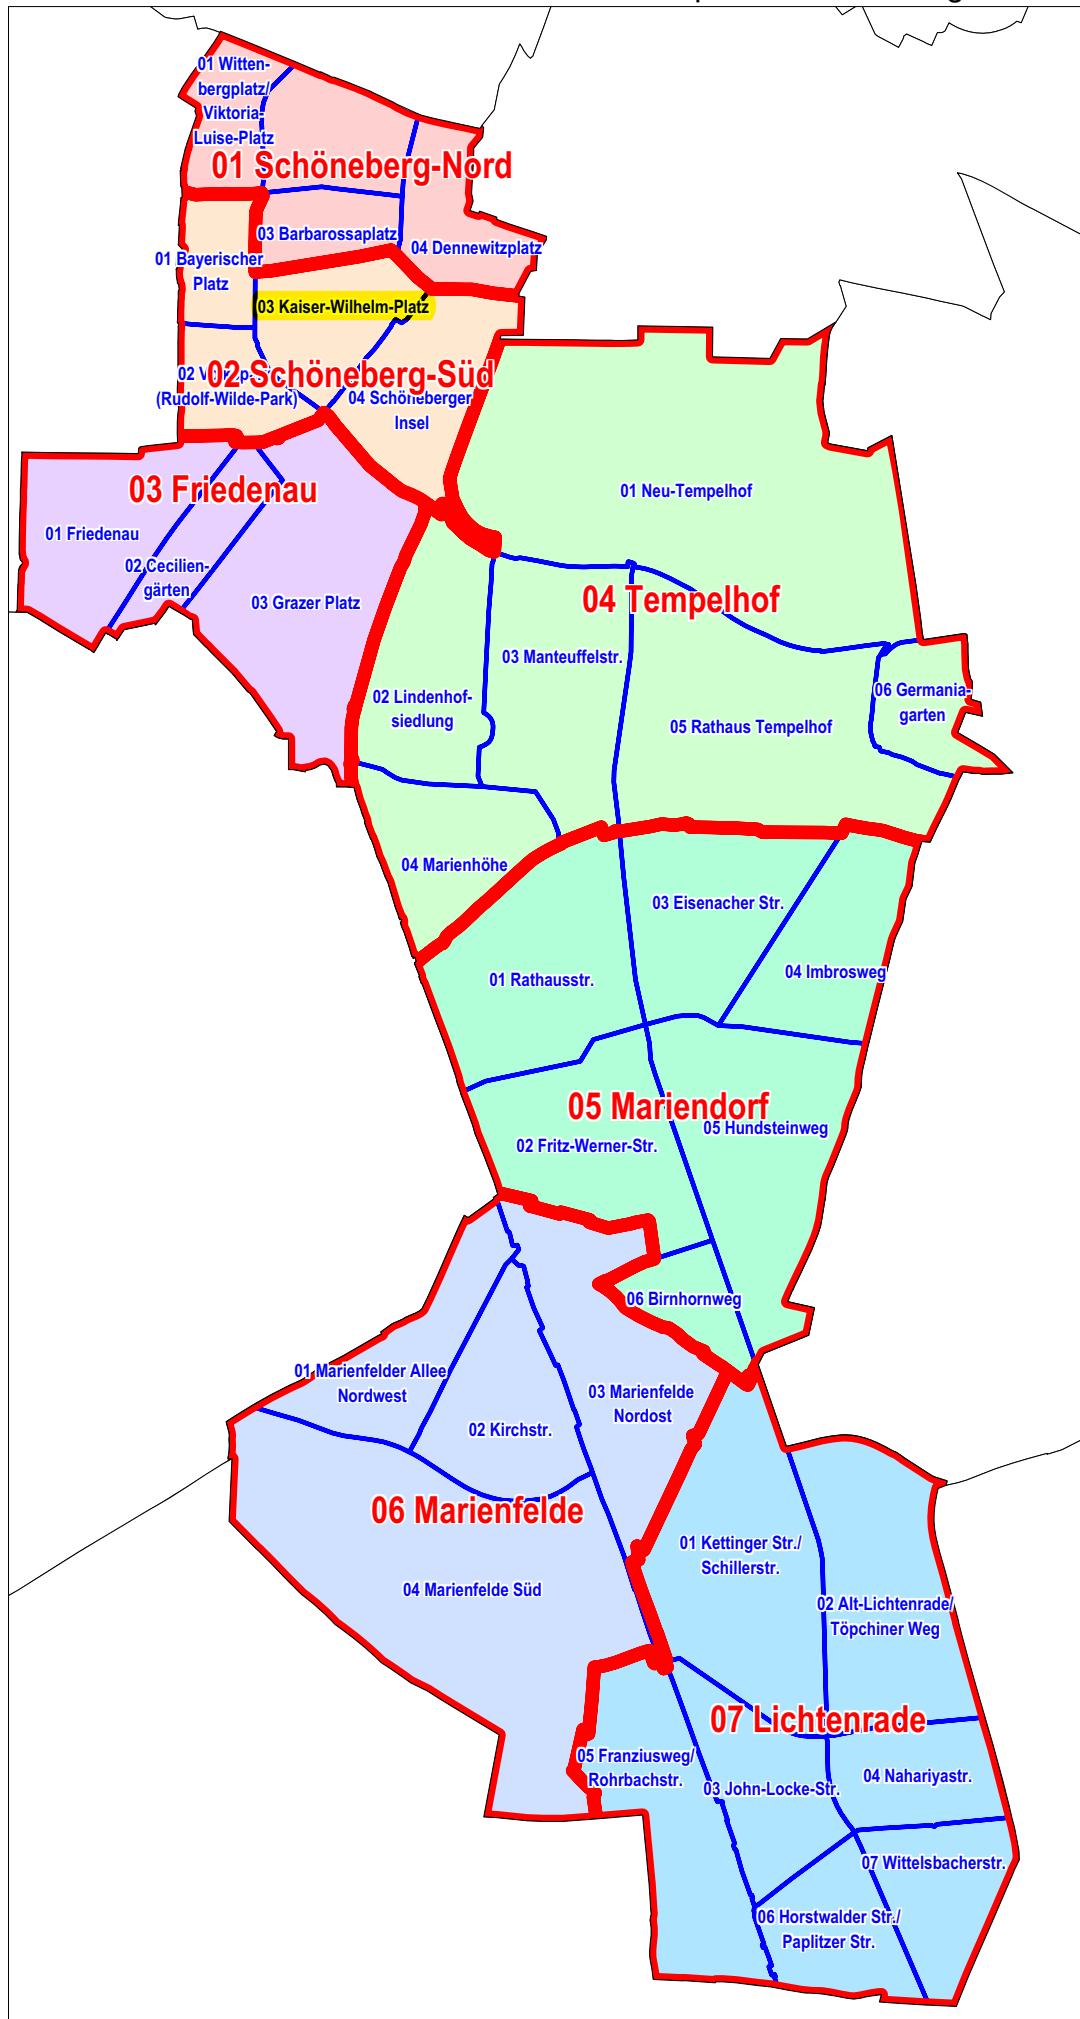 01 Witten-
bergplatz/
Viktoria-
Luise-Platz
01 Schöneberg-Nord
03 Barbarossaplatz
04 Dennewitzplatz
01 Bayerischer
Platz
03 Kaiser-Wilhelm-Platz
02 Schöneberg-Süd
02
(Rudolf-Wilde-Park)
04 Schöneberger
Insel
03 Friedenau
01 Friedenau
02 Cecilien-
gärten
03 Grazer Platz
01 Neu-Tempelhof
04 Tempelhof
03 Manteuffelstr.
02 Lindenhof-
siedlung
05 Rathaus Tempelhof
06 Germania-
garten
04 Marienhöhe
03 Eisenacher Str.
01 Rathausstr.
04 Imbrosweg
05 Mariendorf
05 Hundsteinweg
02 Fritz-Werner-Str.
06 Birnhornweg
01 Marienfelder Allee
Nordwest
03 Marienfelde
Nordost
02 Kirchstr.
06 Marienfelde
04 Marienfelde Süd
01 Kettinger Str./
Schillerstr.
02 Alt-Lichtenrade/
Töpchiner Weg
07 Lichtenrade
05 Franziusweg/
Rohrbachstr.
03 John-Locke-Str.
04 Nahariyastr.
07 Wittelsbacherstr.
06 Horstwalder Str./
Paplitzer Str.